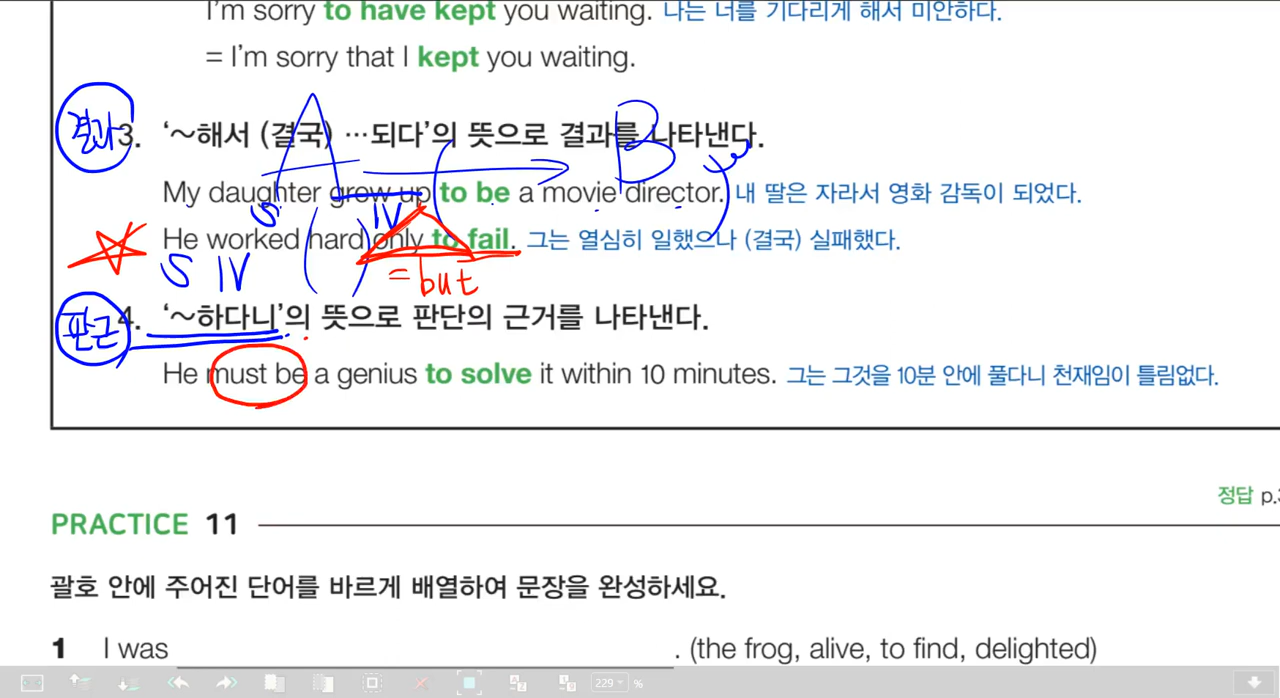 I'm sorry to have kept you waiting. 나는 너를 기다리게 해서 미안하다.
= I'm sorry that I kept you waiting.
결과 3. '~해서 (결국) …되다'의 뜻으로 결과를 나타낸다.
A → B
My daughter grew up to be a movie director. 내 딸은 자라서 영화 감독이 되었다.
S IV
He worked hard only to fail. 그는 열심히 일했으나 (결국) 실패했다.
S IV ( ) = but
판근 4. '~하다니'의 뜻으로 판단의 근거를 나타낸다.
He must be a genius to solve it within 10 minutes. 그는 그것을 10분 안에 풀다니 천재임이 틀림없다.
정답 p.3
PRACTICE 11
괄호 안에 주어진 단어를 바르게 배열하여 문장을 완성하세요.
1 I was . (the frog, alive, to find, delighted)
229 %